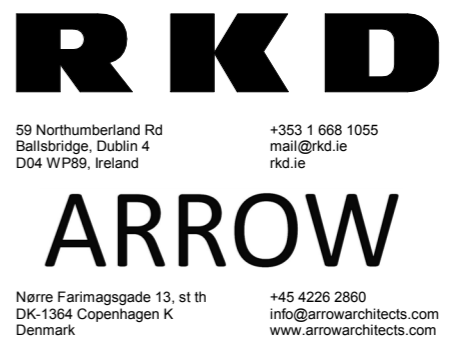 RKD
59 Northumberland Rd
Ballsbridge, Dublin 4
D04 WP89, Ireland
+353 1 668 1055
mail@rkd.ie
rkd.ie
ARROW
Nørre Farimagsgade 13, st th
DK-1364 Copenhagen K
Denmark
+45 4226 2860
info@arrowarchitects.com
www.arrowarchitects.com